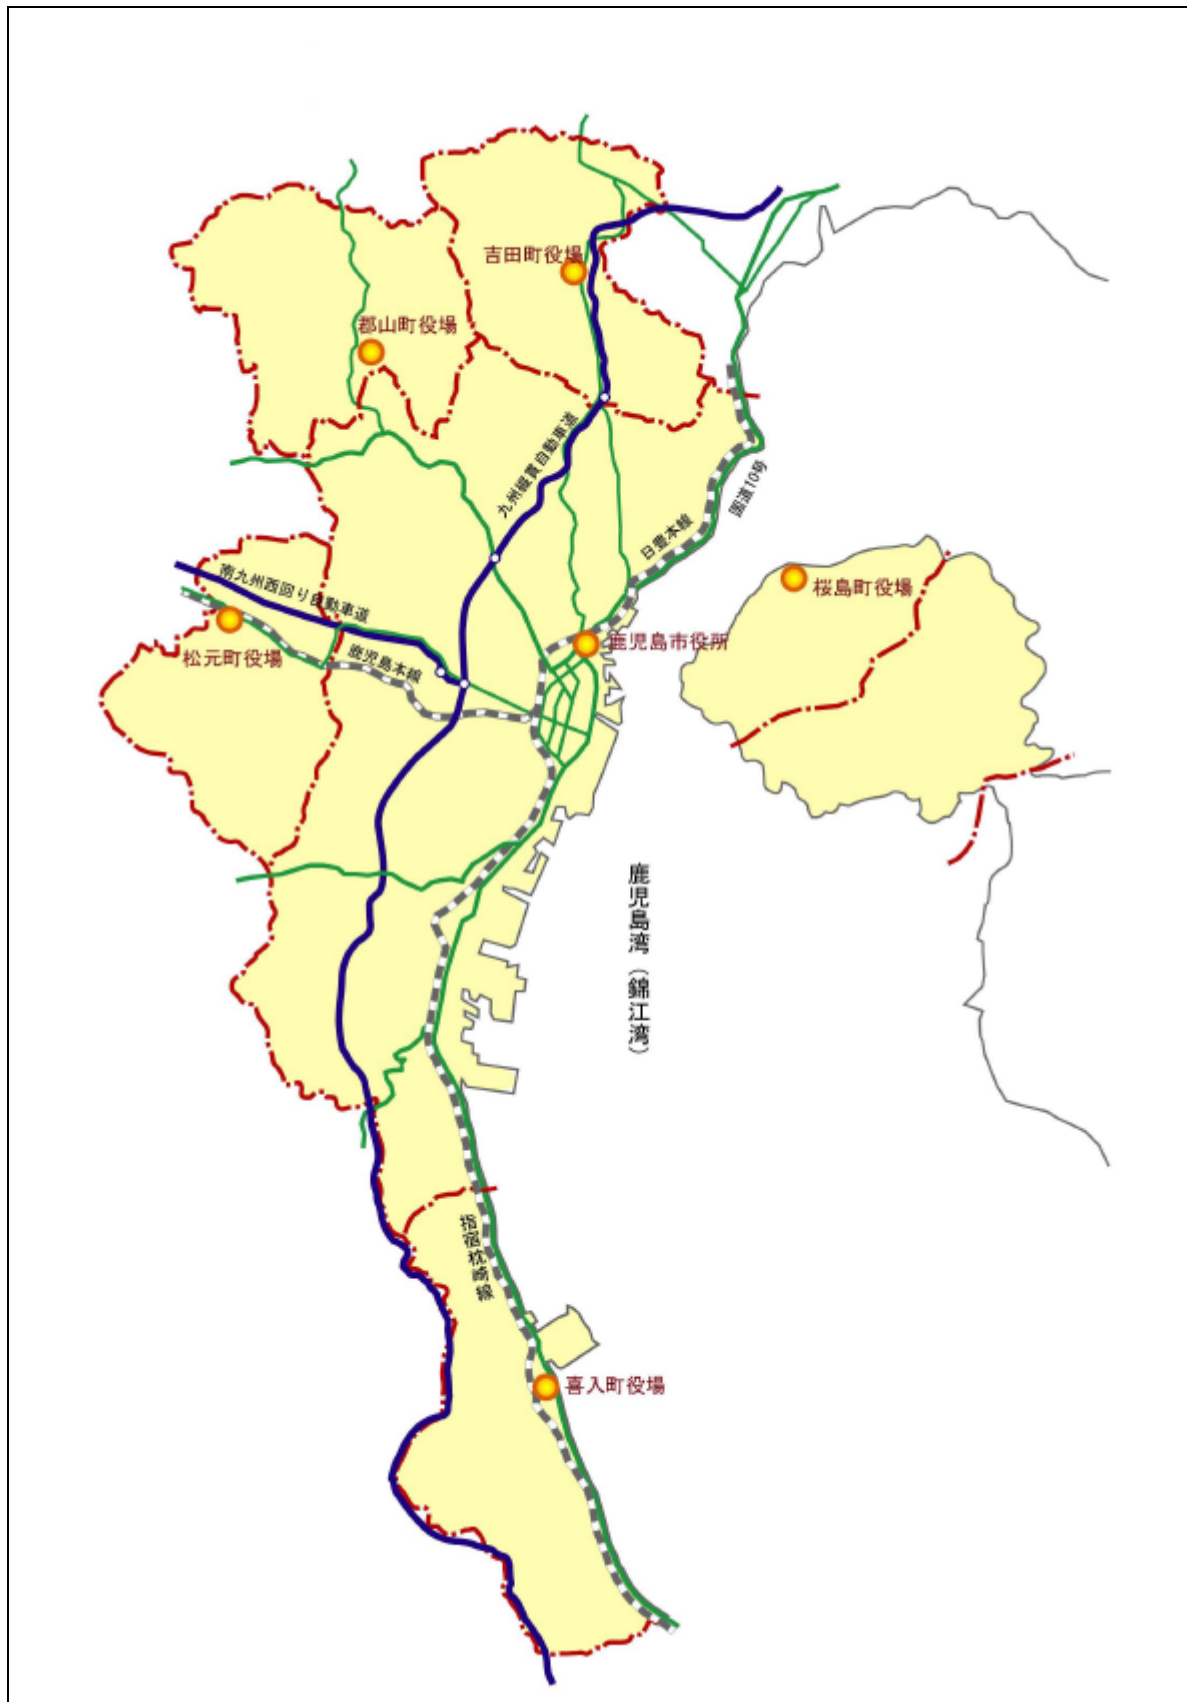 吉田町役場
郡山町役場
九州縦貫自動車道
国道10号
日豊本線
桜島町役場
南九州西回り自動車道
松元町役場
鹿児島本線
鹿児島市役所
鹿児島湾（錦江湾）
指宿枕崎線
喜入町役場